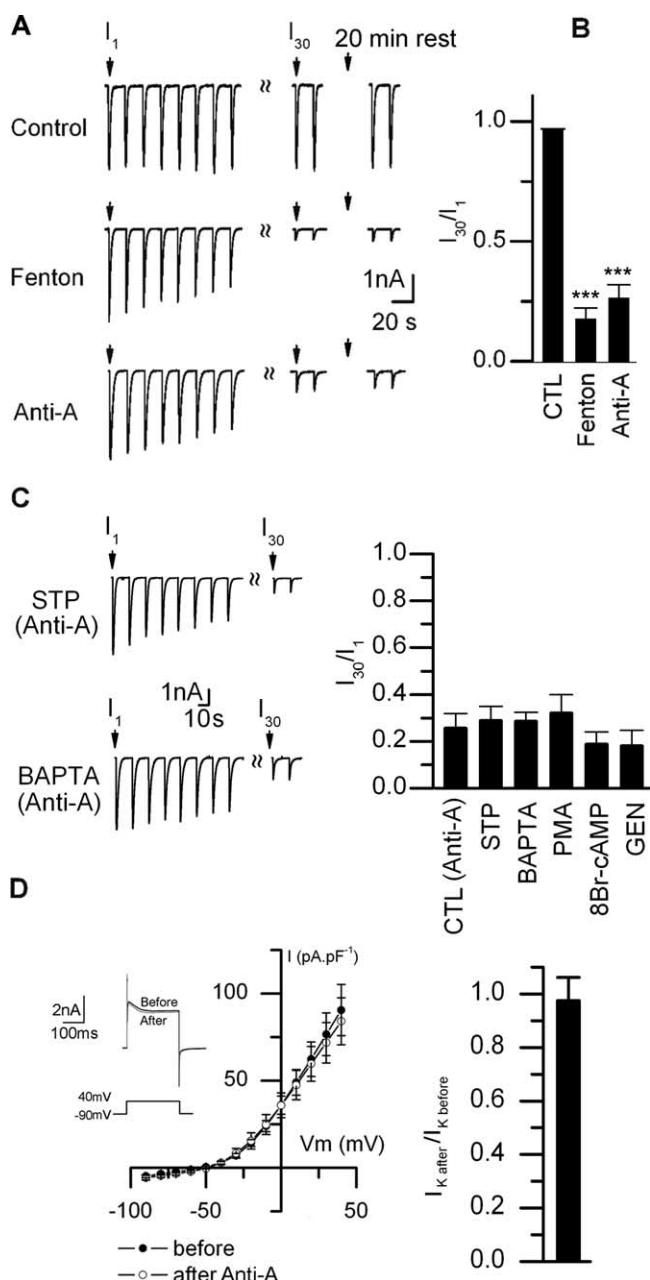 A
I1
I30
20 min rest
Control
Fenton
1nA
20 s
Anti-A
B
I30/I1
1.0
0.5
0.0
CTL
Fenton
Anti-A
***
***
C
I1
I30
STP
(Anti-A)
1nA
10s
I1
I30
BAPTA
(Anti-A)
I30/I1
1.0
0.8
0.6
0.4
0.2
0.0
CTL (Anti-A)
STP
BAPTA
PMA
8Br-cAMP
GEN
D
2nA
100ms
Before
After
40mV
-90mV
I (pA.pF-1)
100
50
Vm (mV)
-100
-50
50
before
after Anti-A
IK after/IK before
1.0
0.8
0.6
0.4
0.2
0.0